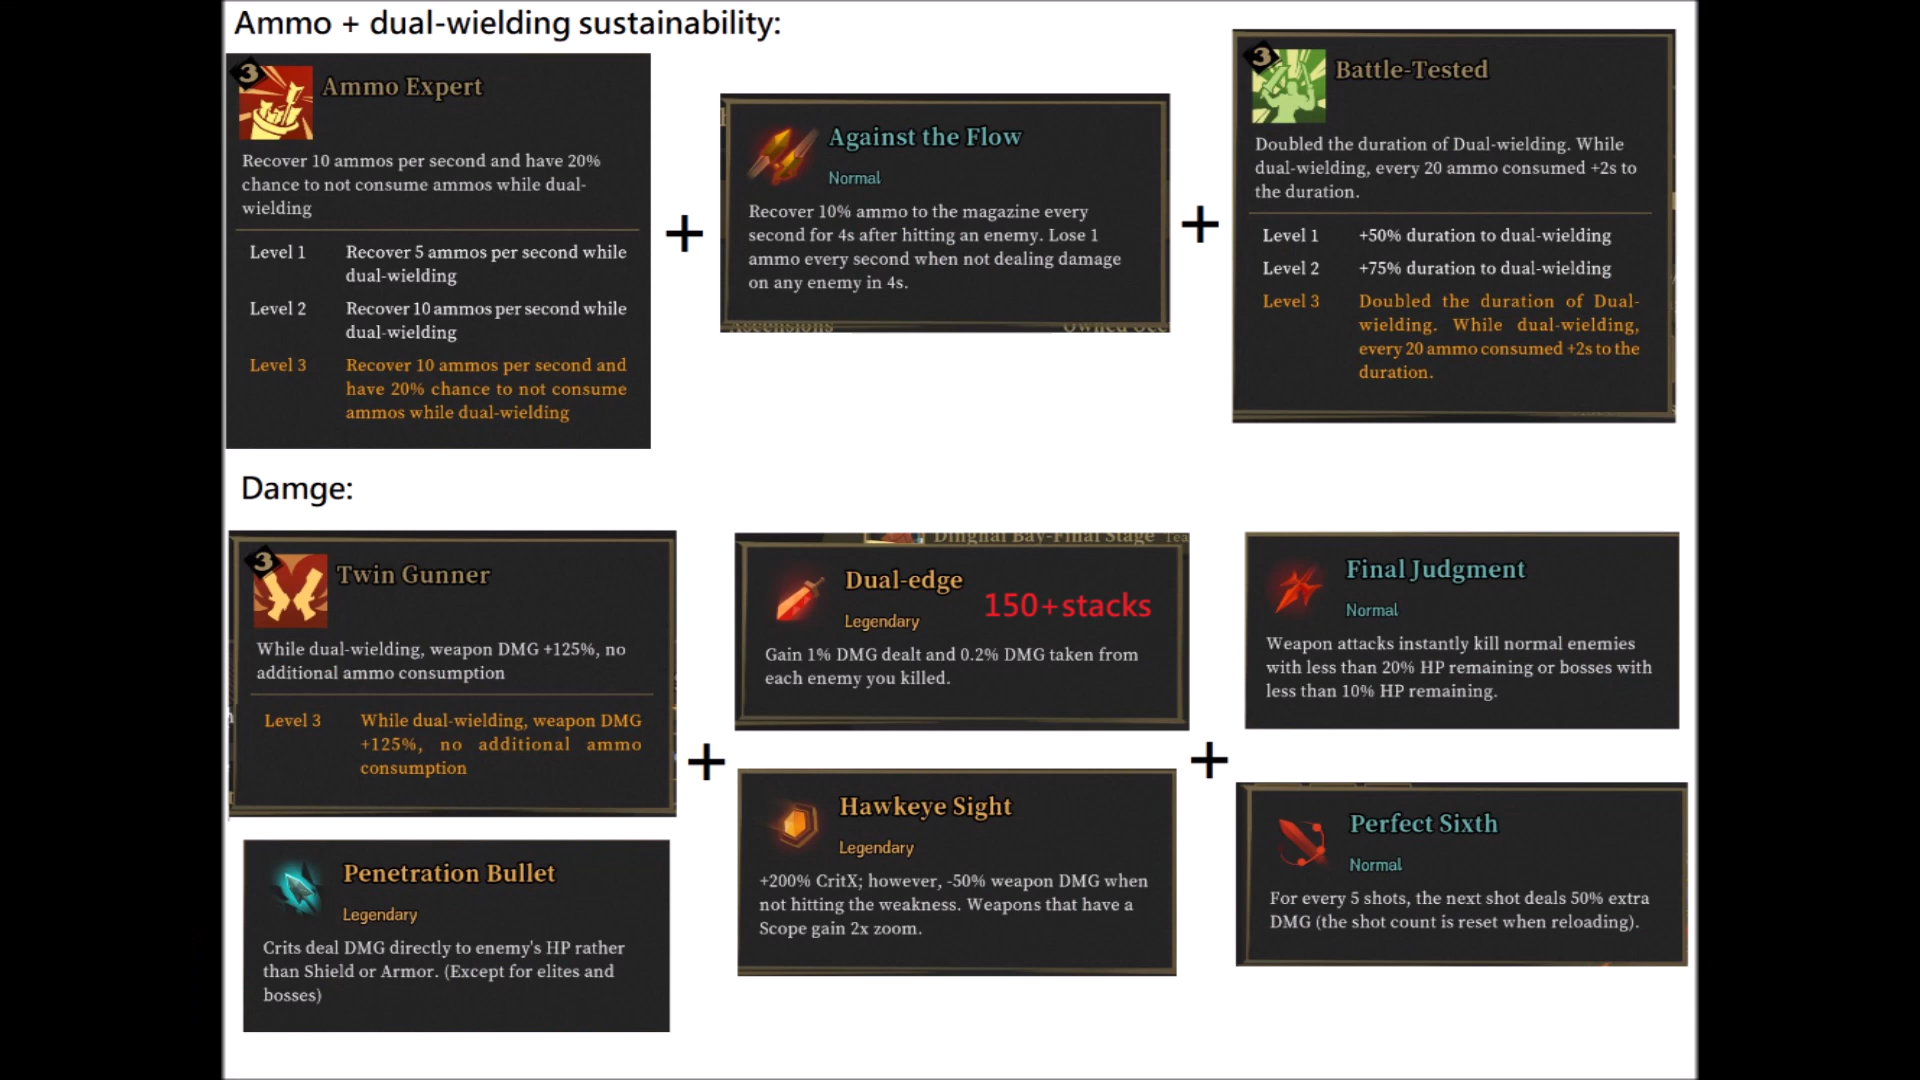 Ammo + dual-wielding sustainability:
3
Ammo Expert
Recover 10 ammos per second and have 20%
chance to not consume ammos while dual-
wielding
Level 1 Recover 5 ammos per second while
dual-wielding
Level 2 Recover 10 ammos per second while
dual-wielding
Level 3 Recover 10 ammos per second and
have 20% chance to not consume
ammos while dual-wielding
+
Against the Flow
Normal
Recover 10% ammo to the magazine every
second for 4s after hitting an enemy. Lose 1
ammo every second when not dealing damage
on any enemy in 4s.
Ascensions
+
3
Battle-Tested
Doubled the duration of Dual-wielding. While
dual-wielding, every 20 ammo consumed +2s to
the duration.
Level 1 +50% duration to dual-wielding
Level 2 +75% duration to dual-wielding
Level 3 Doubled the duration of Dual-
wielding. While dual-wielding,
every 20 ammo consumed +2s to the
duration.
Damge:
3
Twin Gunner
While dual-wielding, weapon DMG +125%, no
additional ammo consumption
Level 3 While dual-wielding, weapon DMG
+125%, no additional ammo
consumption
Penetration Bullet
Legendary
Crits deal DMG directly to enemy's HP rather
than Shield or Armor. (Except for elites and
bosses)
+
Dinghai Bay-Final Stage Tea
Dual-edge
150+stacks
Legendary
Gain 1% DMG dealt and 0.2% DMG taken from
each enemy you killed.
Hawkeye Sight
Legendary
+200% CritX; however, -50% weapon DMG when
not hitting the weakness. Weapons that have a
Scope gain 2x zoom.
+
Final Judgment
Normal
Weapon attacks instantly kill normal enemies
with less than 20% HP remaining or bosses with
less than 10% HP remaining.
Perfect Sixth
Normal
For every 5 shots, the next shot deals 50% extra
DMG (the shot count is reset when reloading).